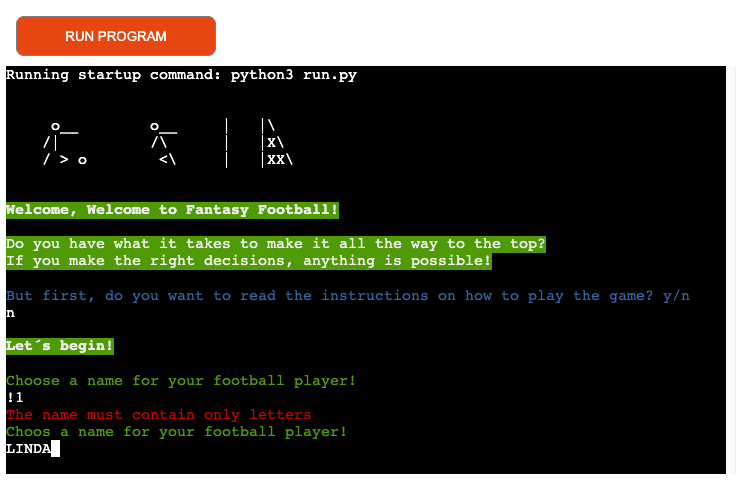 RUN PROGRAM
Running startup command: python3 run.py
o__ o__ | |\
/| /\ | |x\
/ > o <\ | |xx\
Welcome, Welcome to Fantasy Football!
Do you have what it takes to make it all the way to the top?
If you make the right decisions, anything is possible!
But first, do you want to read the instructions on how to play the game? y/n
n
Let´s begin!
Choose a name for your football player!
!1
The name must contain only letters
Choos a name for your football player!
LINDA